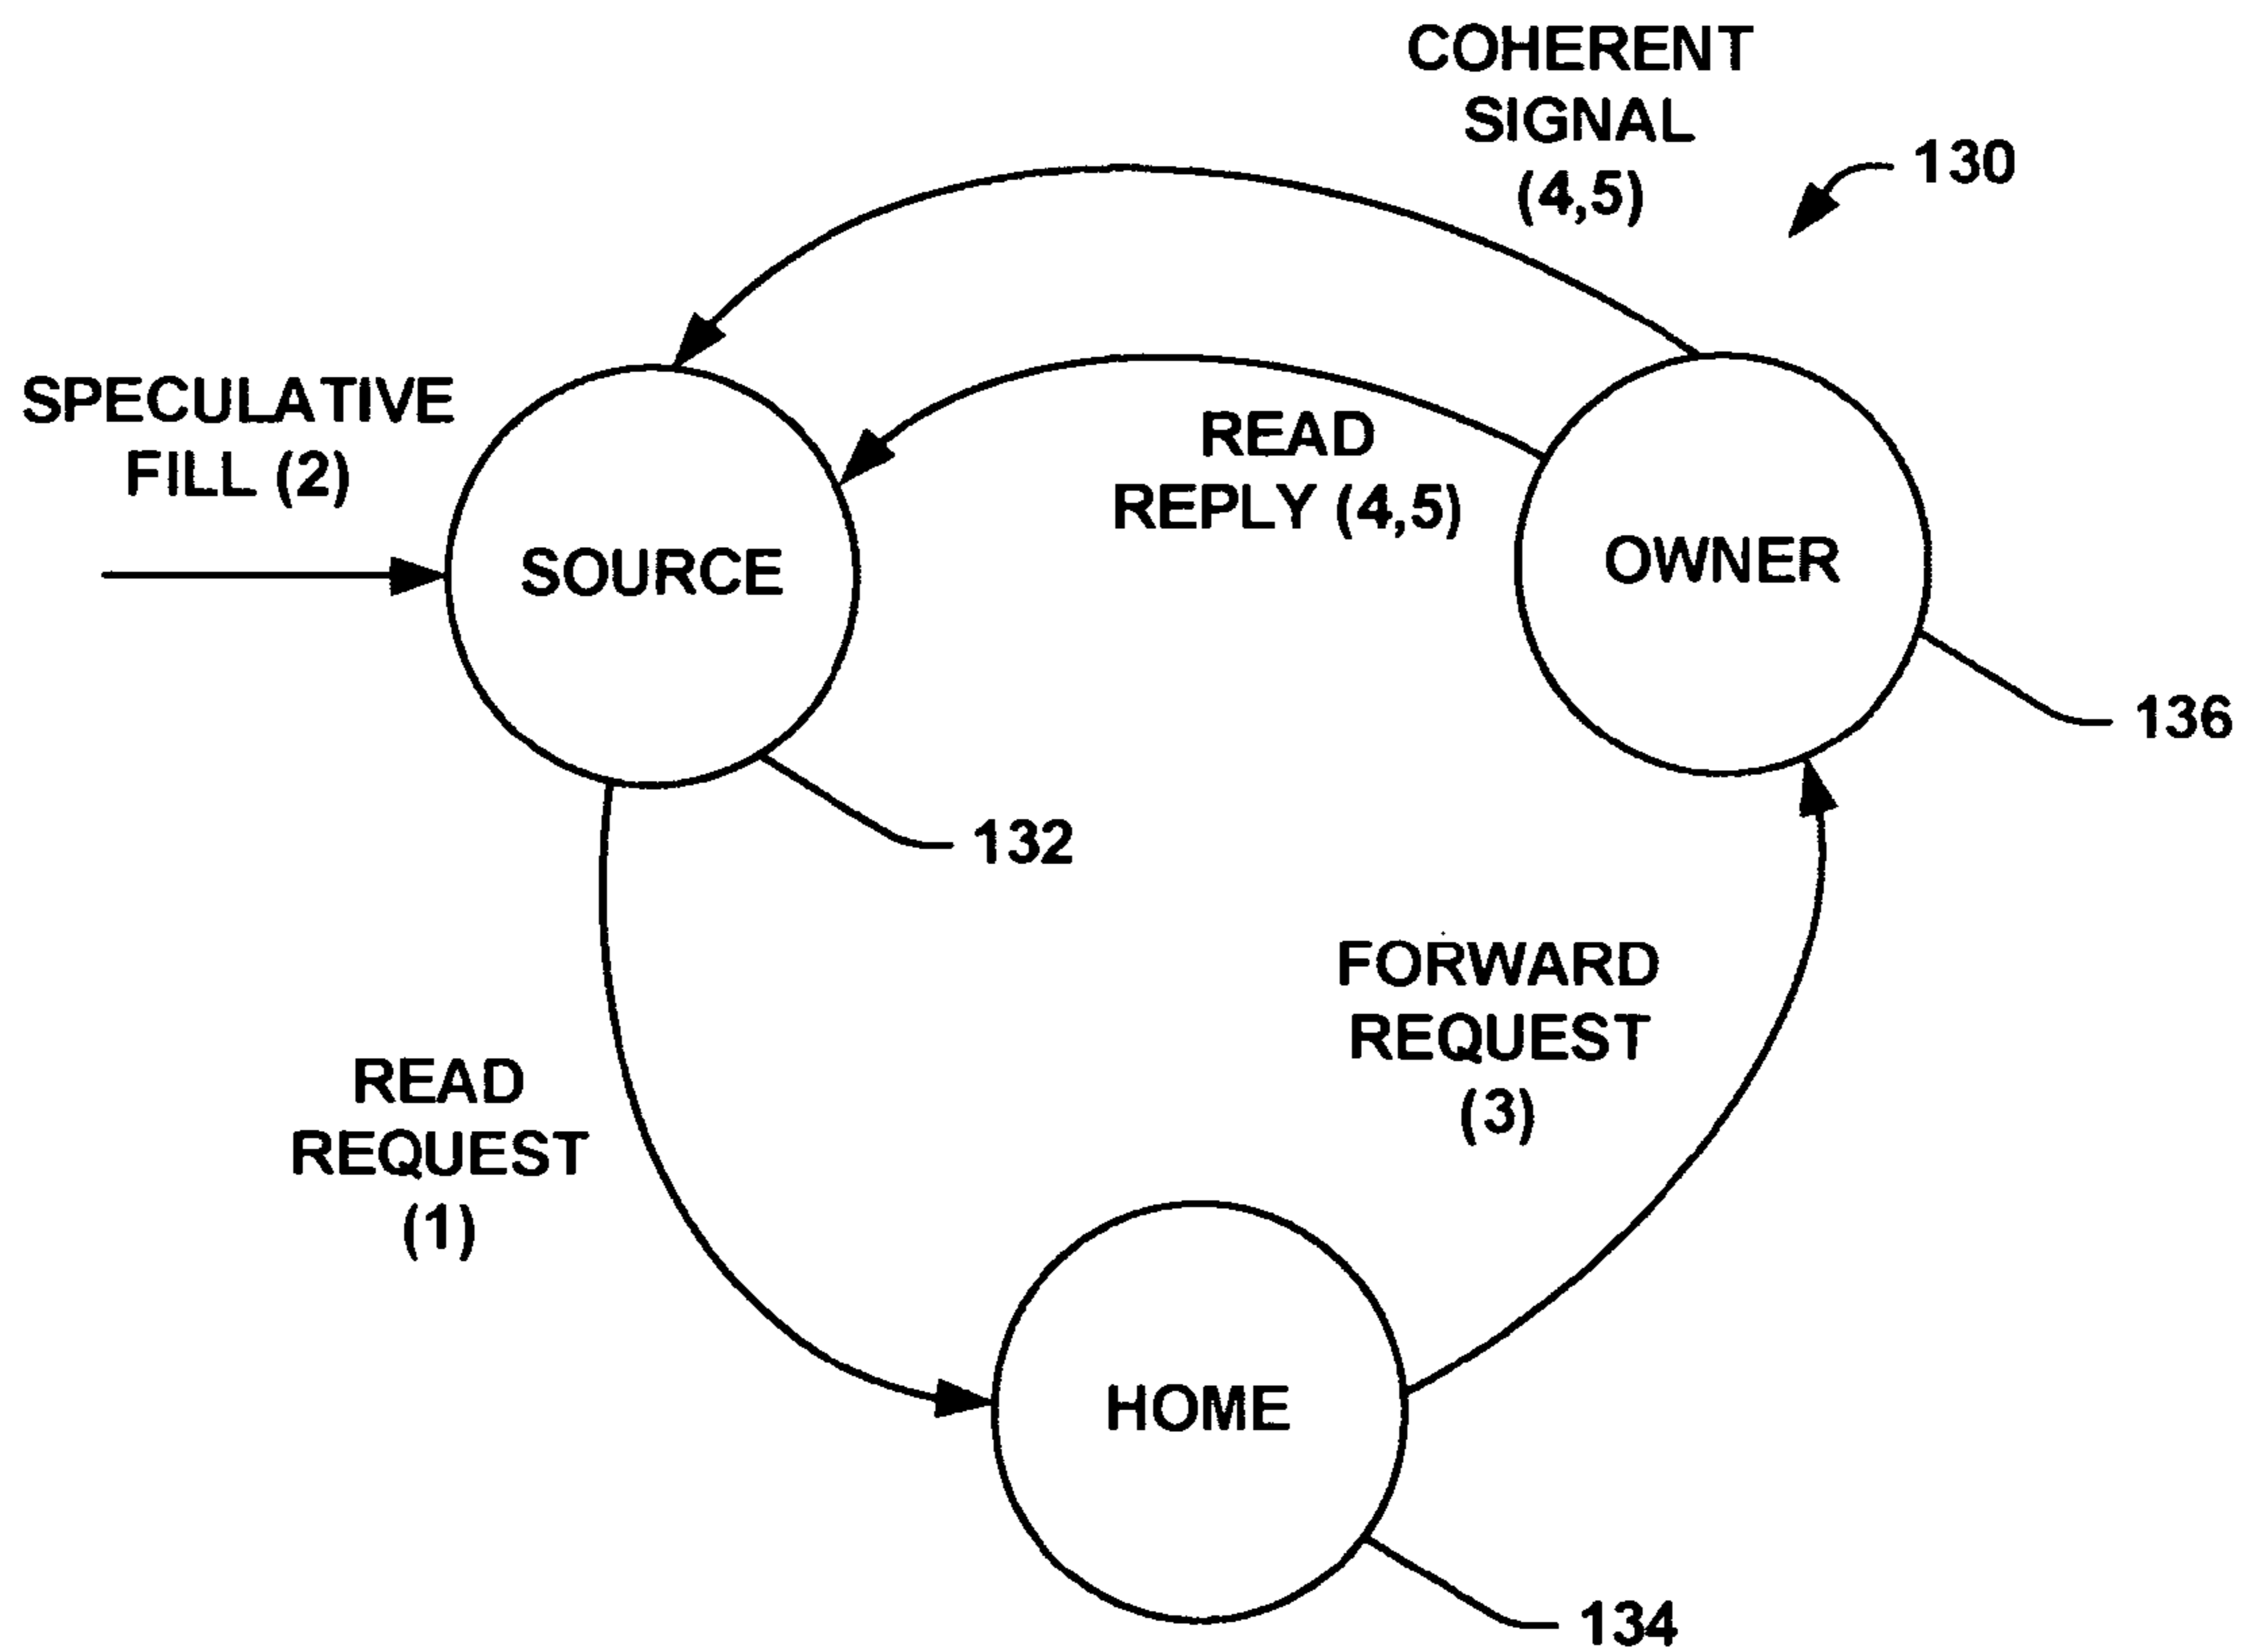 COHERENT
SIGNAL
(4,5)
130
SPECULATIVE
FILL (2)
READ
REPLY (4,5)
SOURCE
OWNER
136
132
FORWARD
REQUEST
(3)
READ
REQUEST
(1)
HOME
134